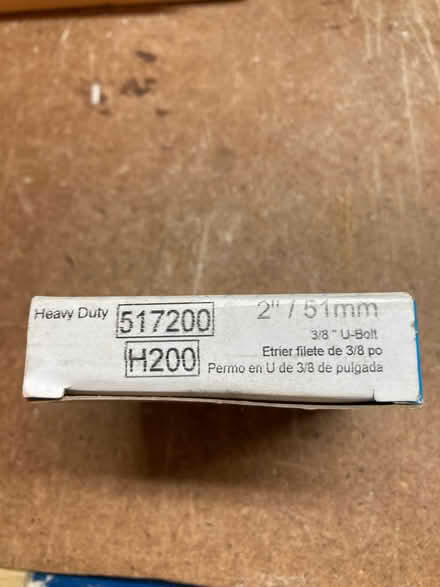 Heavy Duty 517200 2" / 51mm
3/8 " U-Bolt
H200 Etrier filete de 3/8 po
Permo en U de 3/8 de pulgada